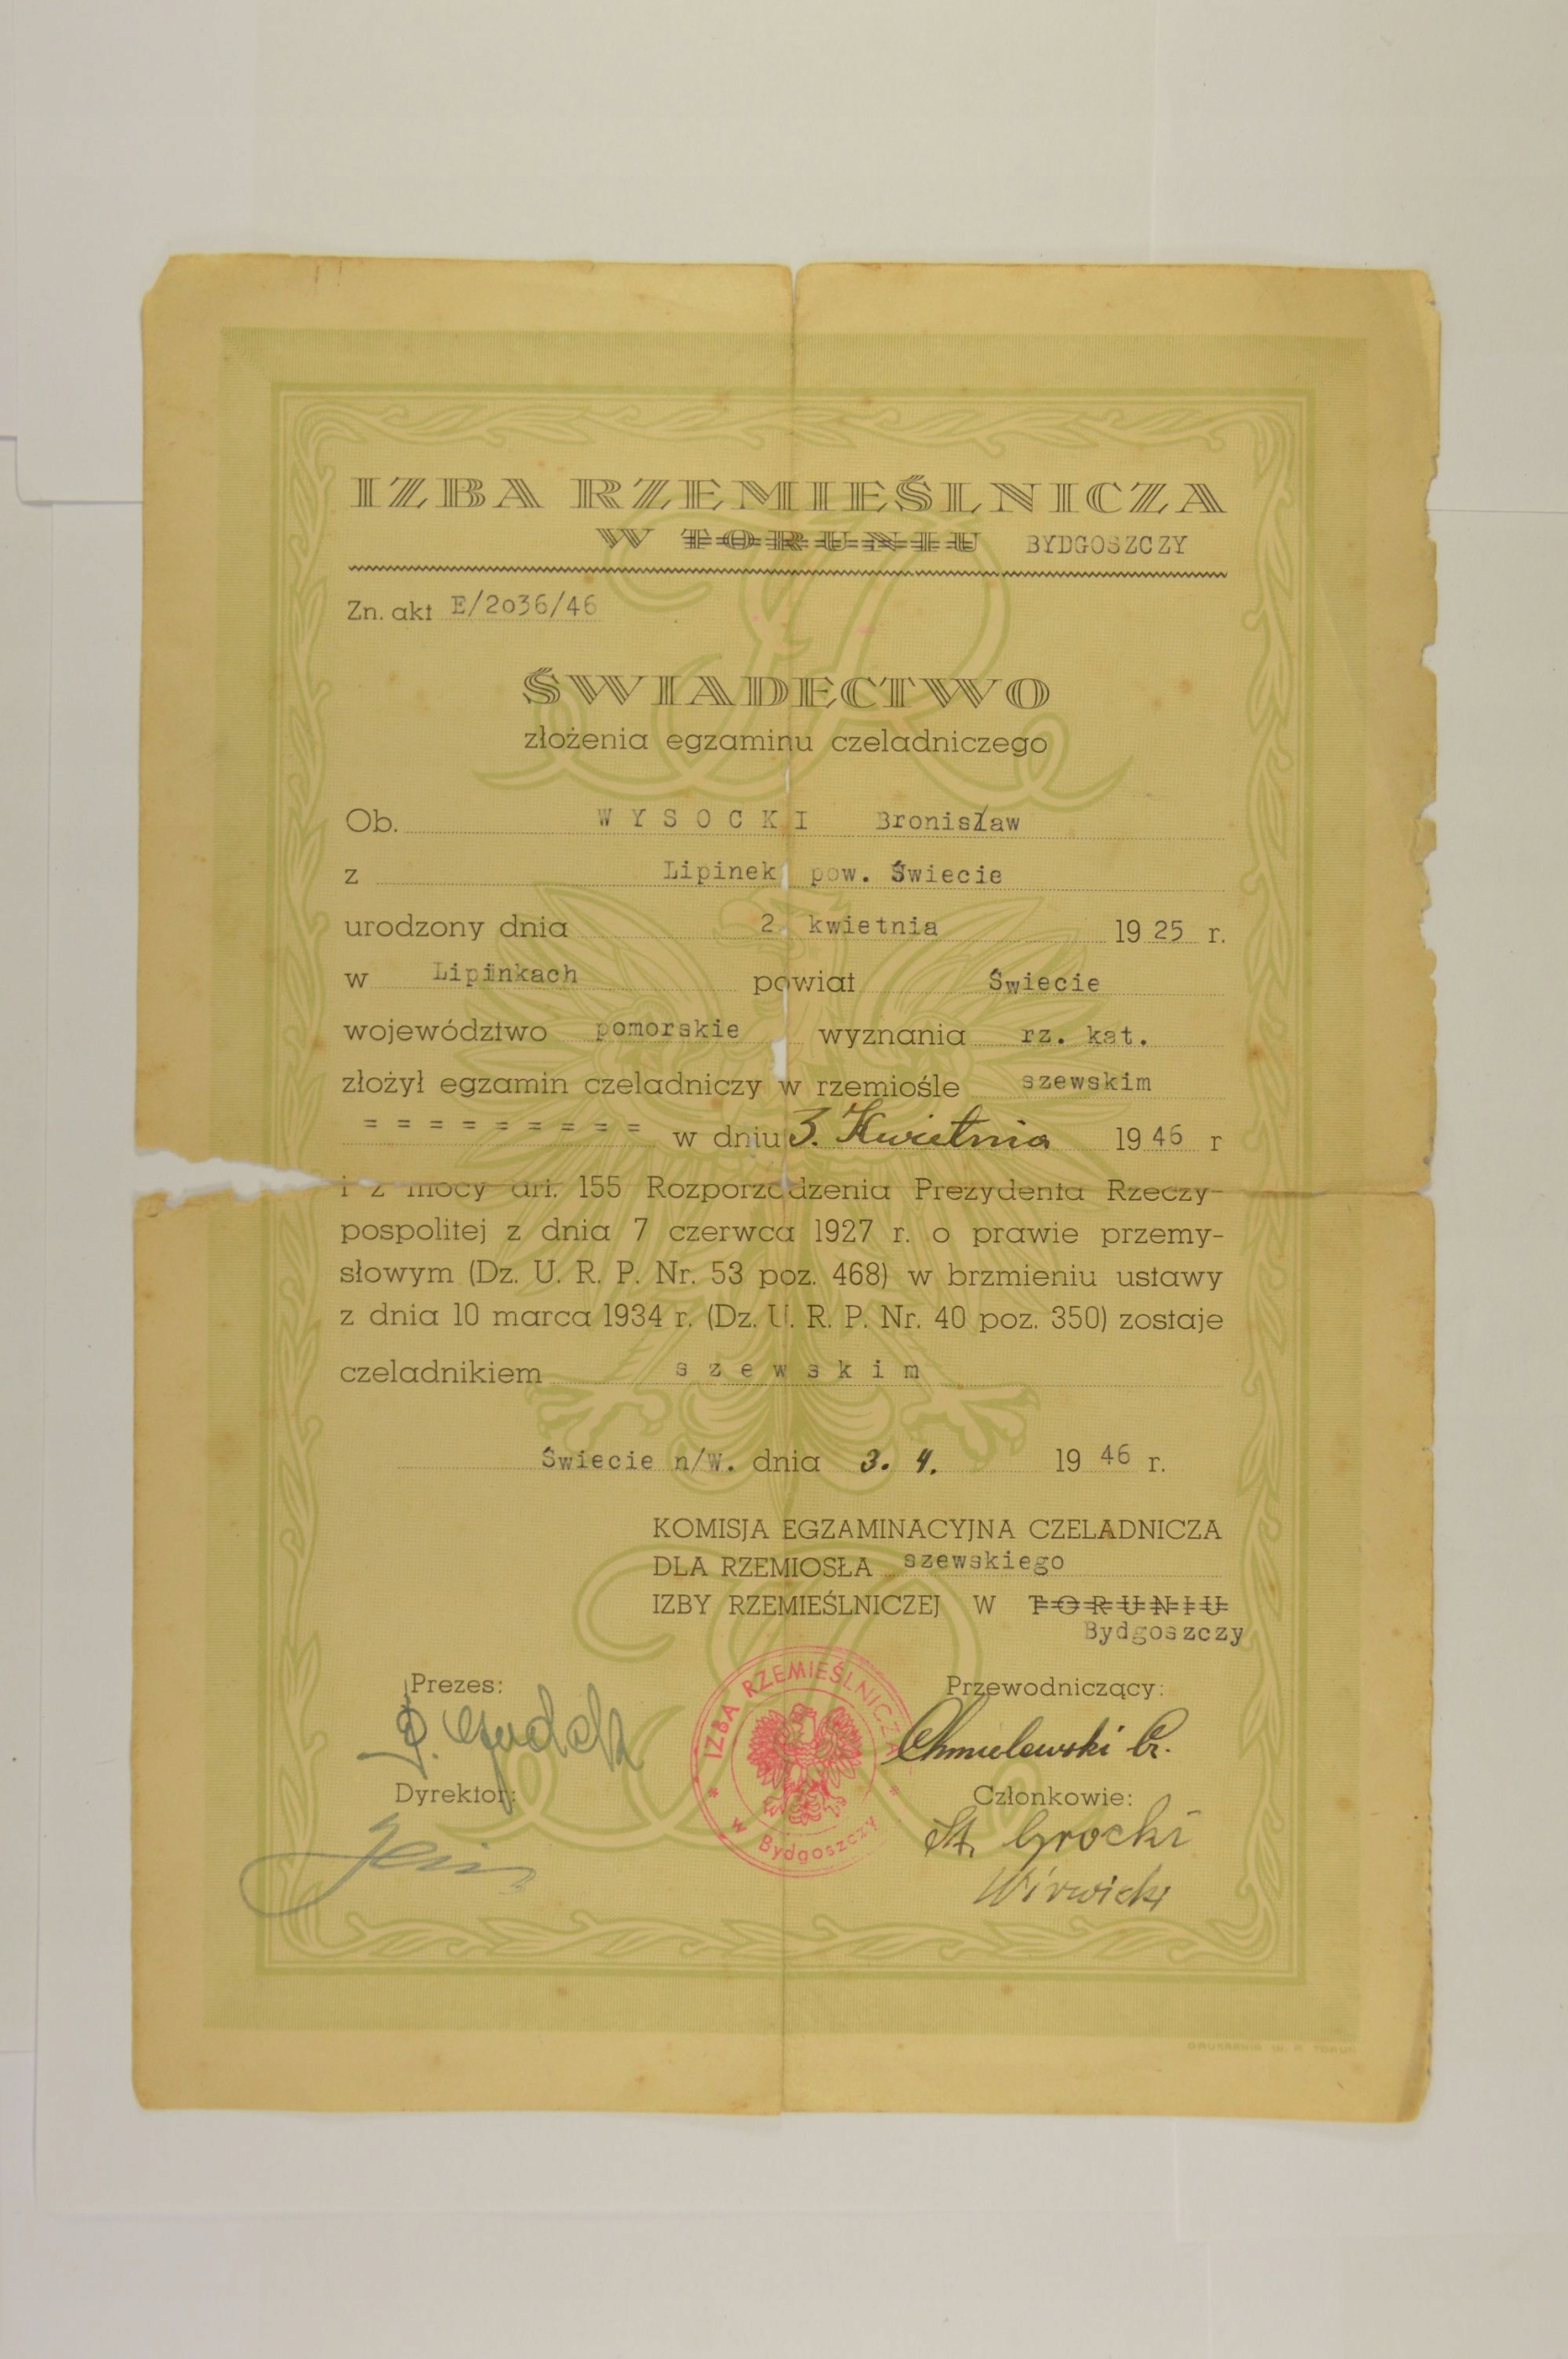 IZBA RZEMIEŚLNICZA
W TORUNIU BYDGOSZCZY
Zn. akt E/2o36/46
ŚWIADECTWO
złożenia egzaminu czeladniczego
Ob. WYSOCKI Bronisław
z Lipinek pow. Świecie
urodzony dnia 2 kwietnia 1925 r.
w Lipinkach powiat Świecie
województwo pomorskie wyznania rz. kat.
złożył egzamin czeladniczy w rzemiośle szewskim
= = = = = = = = = w dniu 3. Kwietnia 1946 r
i z mocy art. 155 Rozporządzenia Prezydenta Rzeczy-
pospolitej z dnia 7 czerwca 1927 r. o prawie przemy-
słowym (Dz. U. R. P. Nr. 53 poz. 468) w brzmieniu ustawy
z dnia 10 marca 1934 r. (Dz. U. R. P. Nr. 40 poz. 350) zostaje
czeladnikiem szewskim
Świecie n/W. dnia 3. 4. 1946 r.
KOMISJA EGZAMINACYJNA CZELADNICZA
DLA RZEMIOSŁA szewskiego
IZBY RZEMIEŚLNICZEJ W TORUNIU
Bydgoszczy
Prezes:
Przewodniczący:
IZBA RZEMIEŚLNICZA
w Bydgoszczy
Chmielewski
Dyrektor:
Członkowie:
St. Grocki
Wirwicki